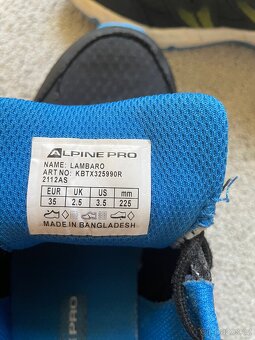 ALPINE PRO
NAME: LAMBARO
ART NO: KBTX325990R
2112AS
EUR UK US mm
35 2.5 3.5 225
MADE IN BANGLADESH
PRO